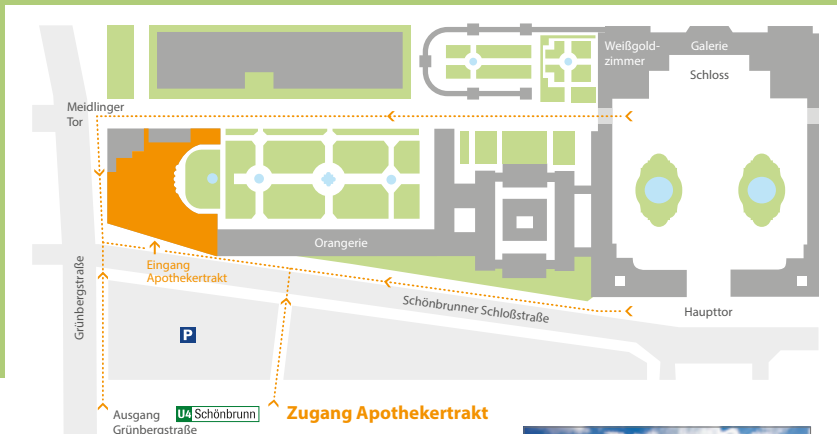 Weißgold-
zimmer
Galerie
Schloss
Meidlinger
Tor
Orangerie
Eingang
Apothekertrakt
Grünbergstraße
Schönbrunner Schloßstraße
Haupttor
P
Ausgang
Grünbergstraße
U4 Schönbrunn
Zugang Apothekertrakt